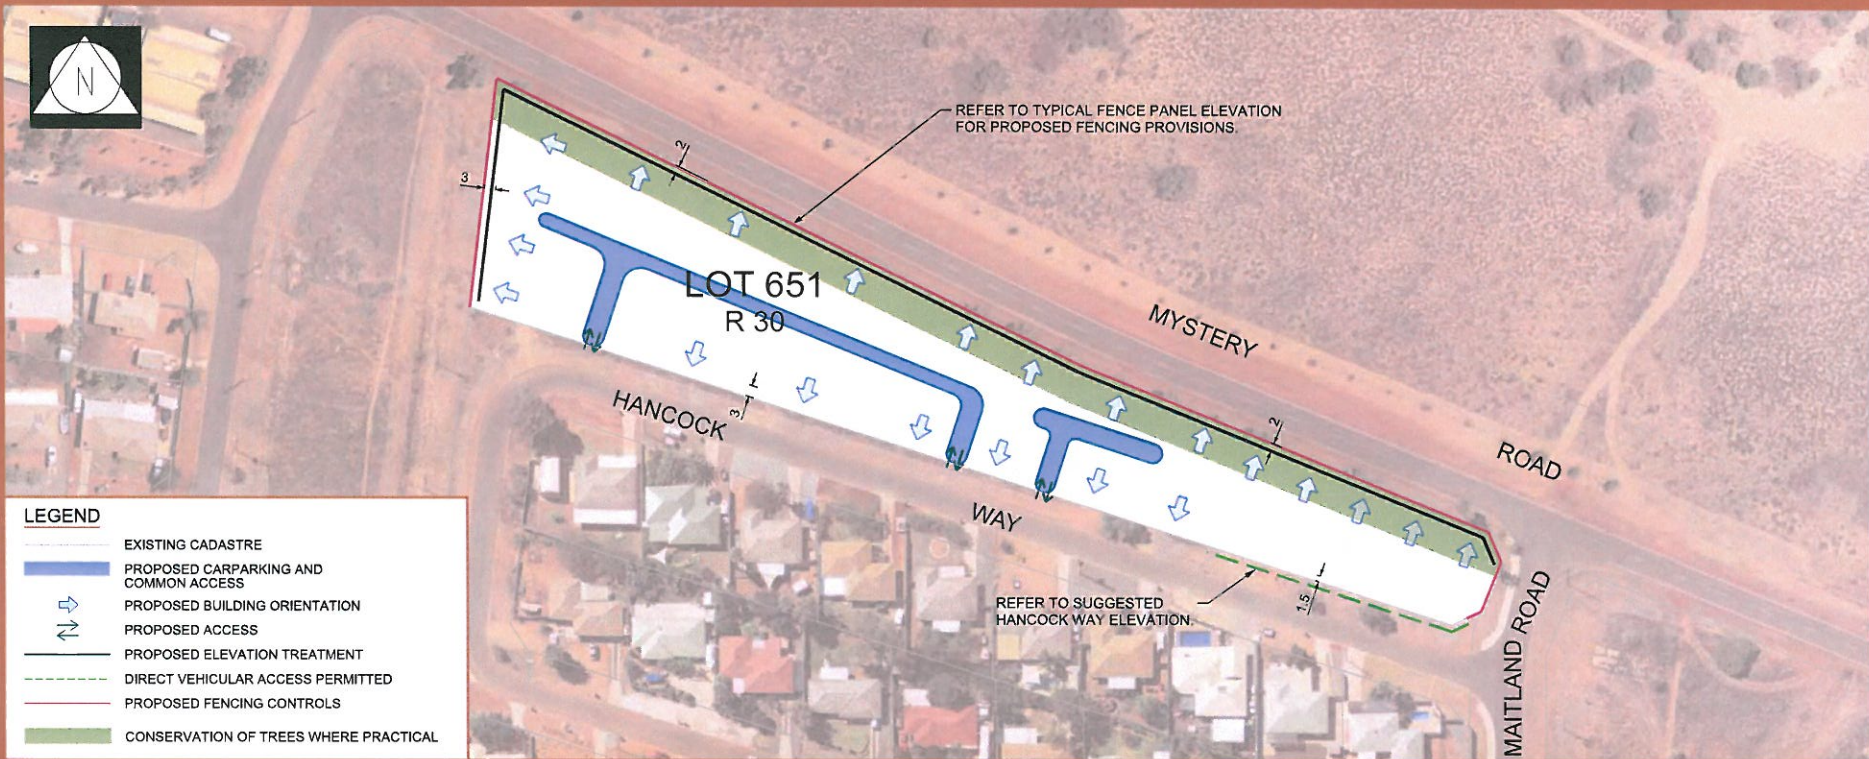 N
REFER TO TYPICAL FENCE PANEL ELEVATION
FOR PROPOSED FENCING PROVISIONS.
2
3
LOT 651
R 30
MYSTERY
ROAD
HANCOCK
WAY
3
2
1.5
REFER TO SUGGESTED
HANCOCK WAY ELEVATION.
MAITLAND ROAD
LEGEND
EXISTING CADASTRE
PROPOSED CARPARKING AND
COMMON ACCESS
PROPOSED BUILDING ORIENTATION
PROPOSED ACCESS
PROPOSED ELEVATION TREATMENT
DIRECT VEHICULAR ACCESS PERMITTED
PROPOSED FENCING CONTROLS
CONSERVATION OF TREES WHERE PRACTICAL